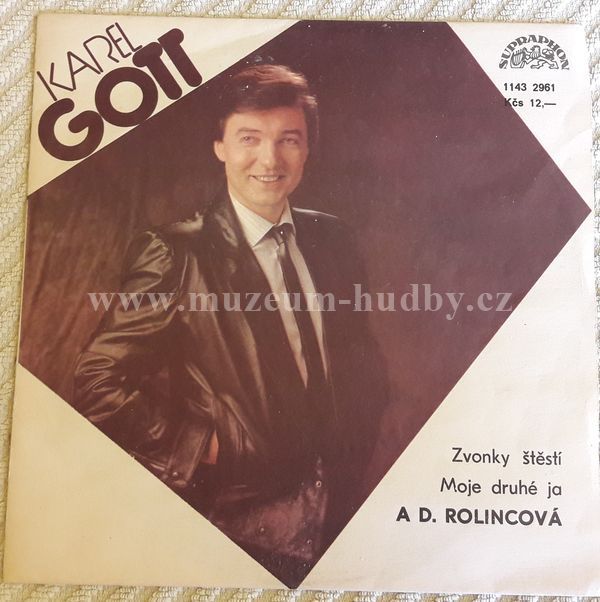 KAREL
GOTT
SUPRAPHON
1143 2961
Kčs 12,—
www.muzeum-hudby.cz
Zvonky štěstí
Moje druhé ja
A D. ROLINCOVÁ